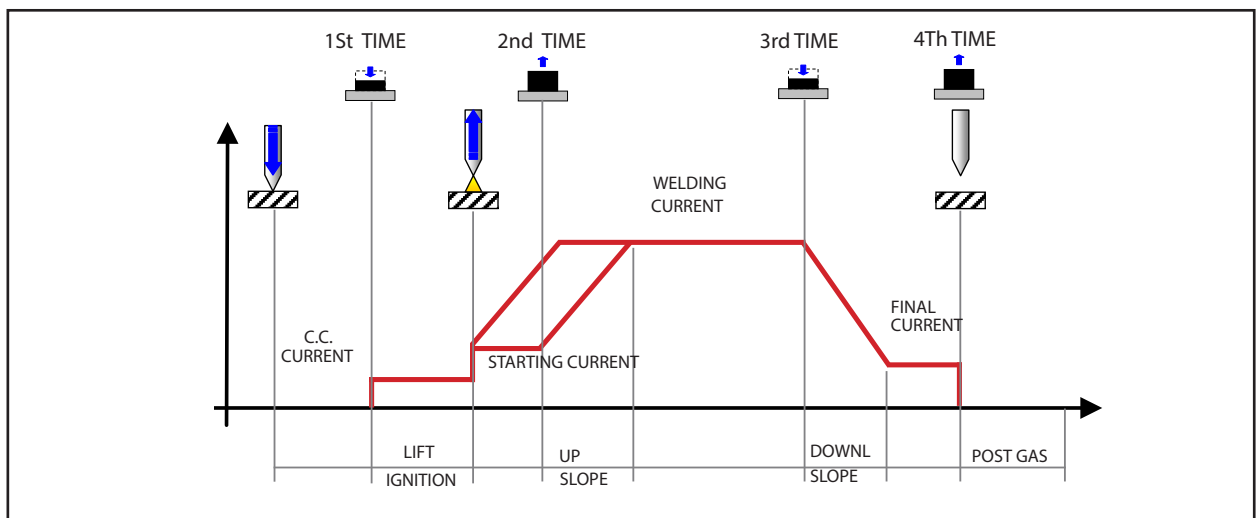 1St TIME
2nd TIME
3rd TIME
4Th TIME
WELDING
CURRENT
C.C.
CURRENT
STARTING CURRENT
FINAL
CURRENT
LIFT
IGNITION
UP
SLOPE
DOWNL
SLOPE
POST GAS